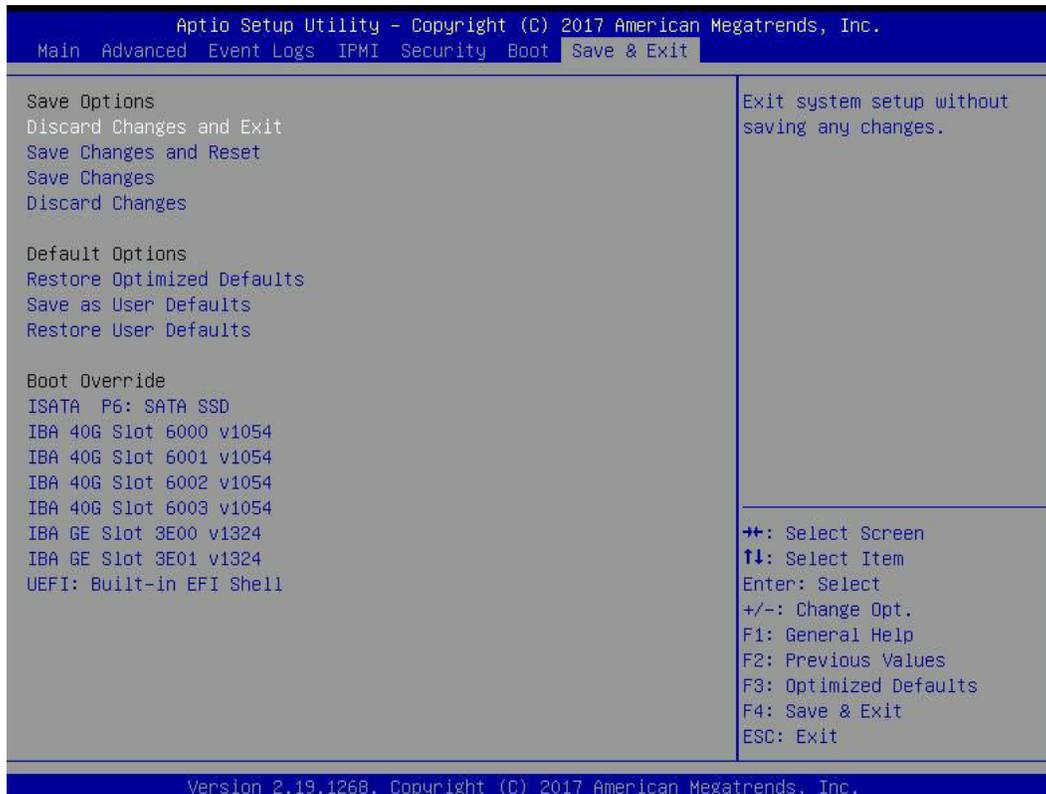 Aptio Setup Utility – Copyright (C) 2017 American Megatrends, Inc.
Main Advanced Event Logs IPMI Security Boot Save & Exit
Save Options
Discard Changes and Exit
Save Changes and Reset
Save Changes
Discard Changes
Default Options
Restore Optimized Defaults
Save as User Defaults
Restore User Defaults
Boot Override
ISATA P6: SATA SSD
IBA 40G Slot 6000 v1054
IBA 40G Slot 6001 v1054
IBA 40G Slot 6002 v1054
IBA 40G Slot 6003 v1054
IBA GE Slot 3E00 v1324
IBA GE Slot 3E01 v1324
UEFI: Built-in EFI Shell
Exit system setup without
saving any changes.
→←: Select Screen
↑↓: Select Item
Enter: Select
+/-: Change Opt.
F1: General Help
F2: Previous Values
F3: Optimized Defaults
F4: Save & Exit
ESC: Exit
Version 2.19.1268. Copyright (C) 2017 American Megatrends, Inc.